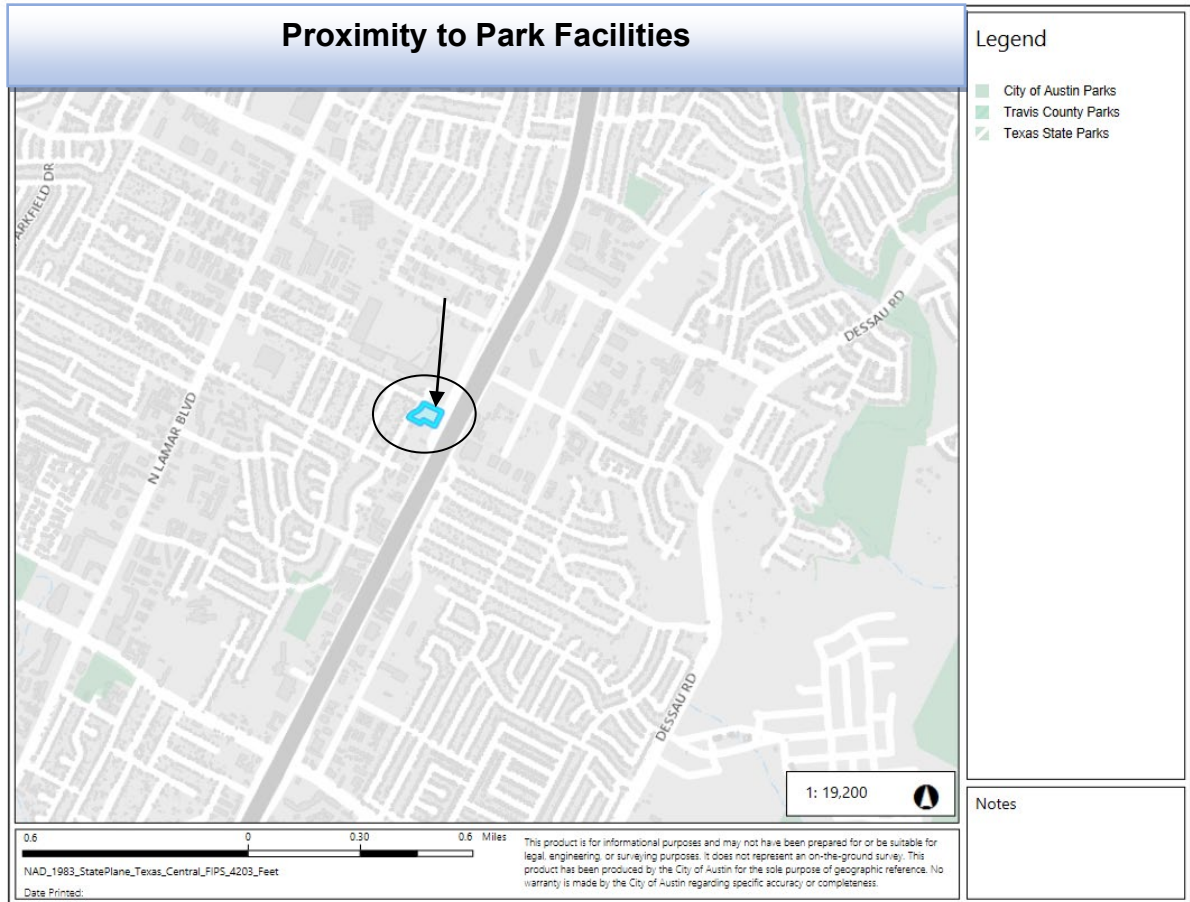 Proximity to Park Facilities
Legend
City of Austin Parks
Travis County Parks
Texas State Parks
ARKFIELD DR
N LAMAR BLVD
DESSAU RD
DESSAU RD
1: 19,200
Notes
0.6 0 0.30 0.6 Miles
NAD_1983_StatePlane_Texas_Central_FIPS_4203_Feet
Date Printed:
This product is for informational purposes and may not have been prepared for or be suitable for
legal, engineering, or surveying purposes. It does not represent an on-the-ground survey. This
product has been produced by the City of Austin for the sole purpose of geographic reference. No
warranty is made by the City of Austin regarding specific accuracy or completeness.